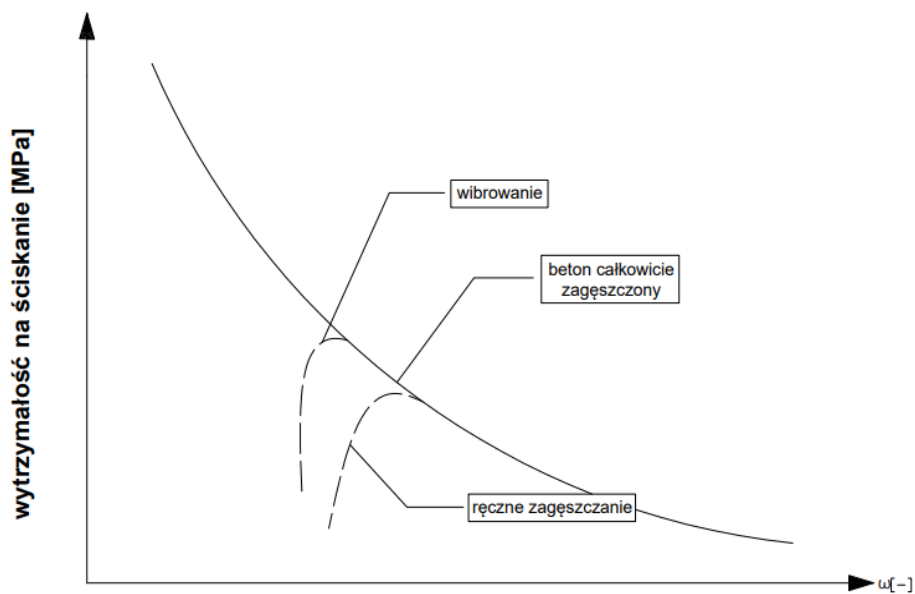 wytrzymałość na ściskanie [MPa]
wibrowanie
beton całkowicie
zagęszczony
ręczne zagęszczanie
ω[-]